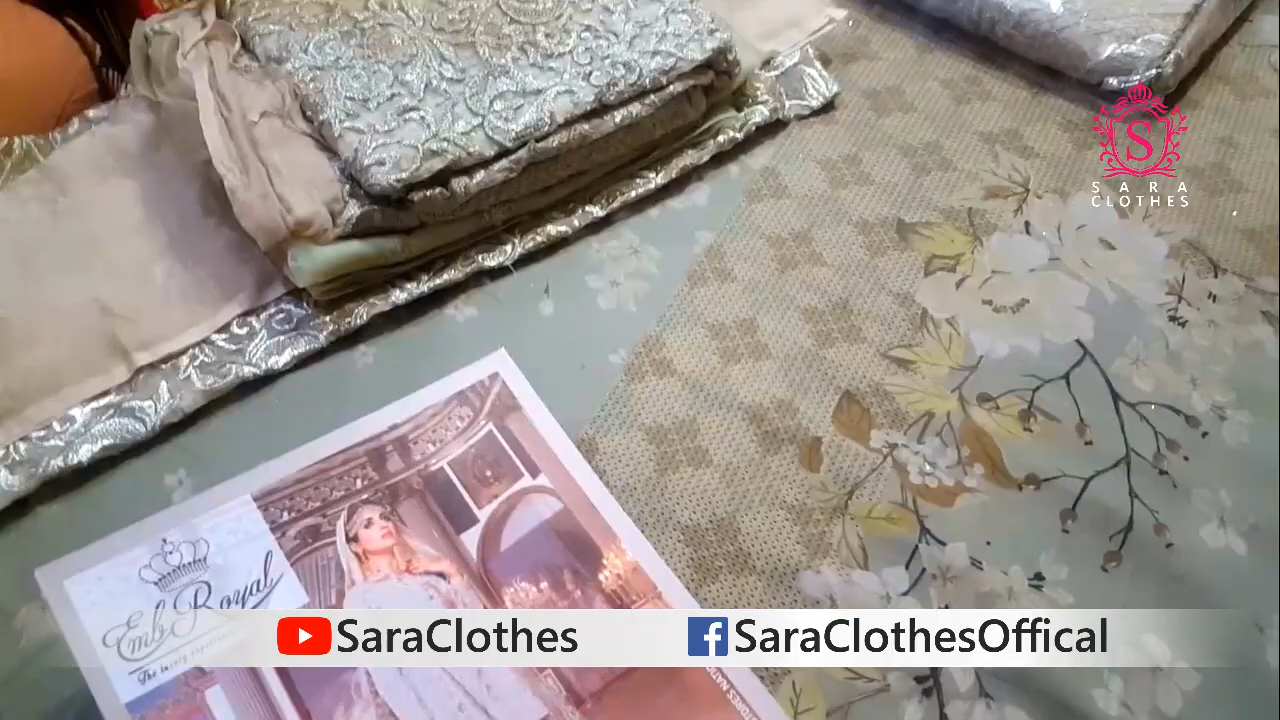 S
SARA
CLOTHES
Emb Royal
The luxury
SaraClothes
SaraClothesOffical